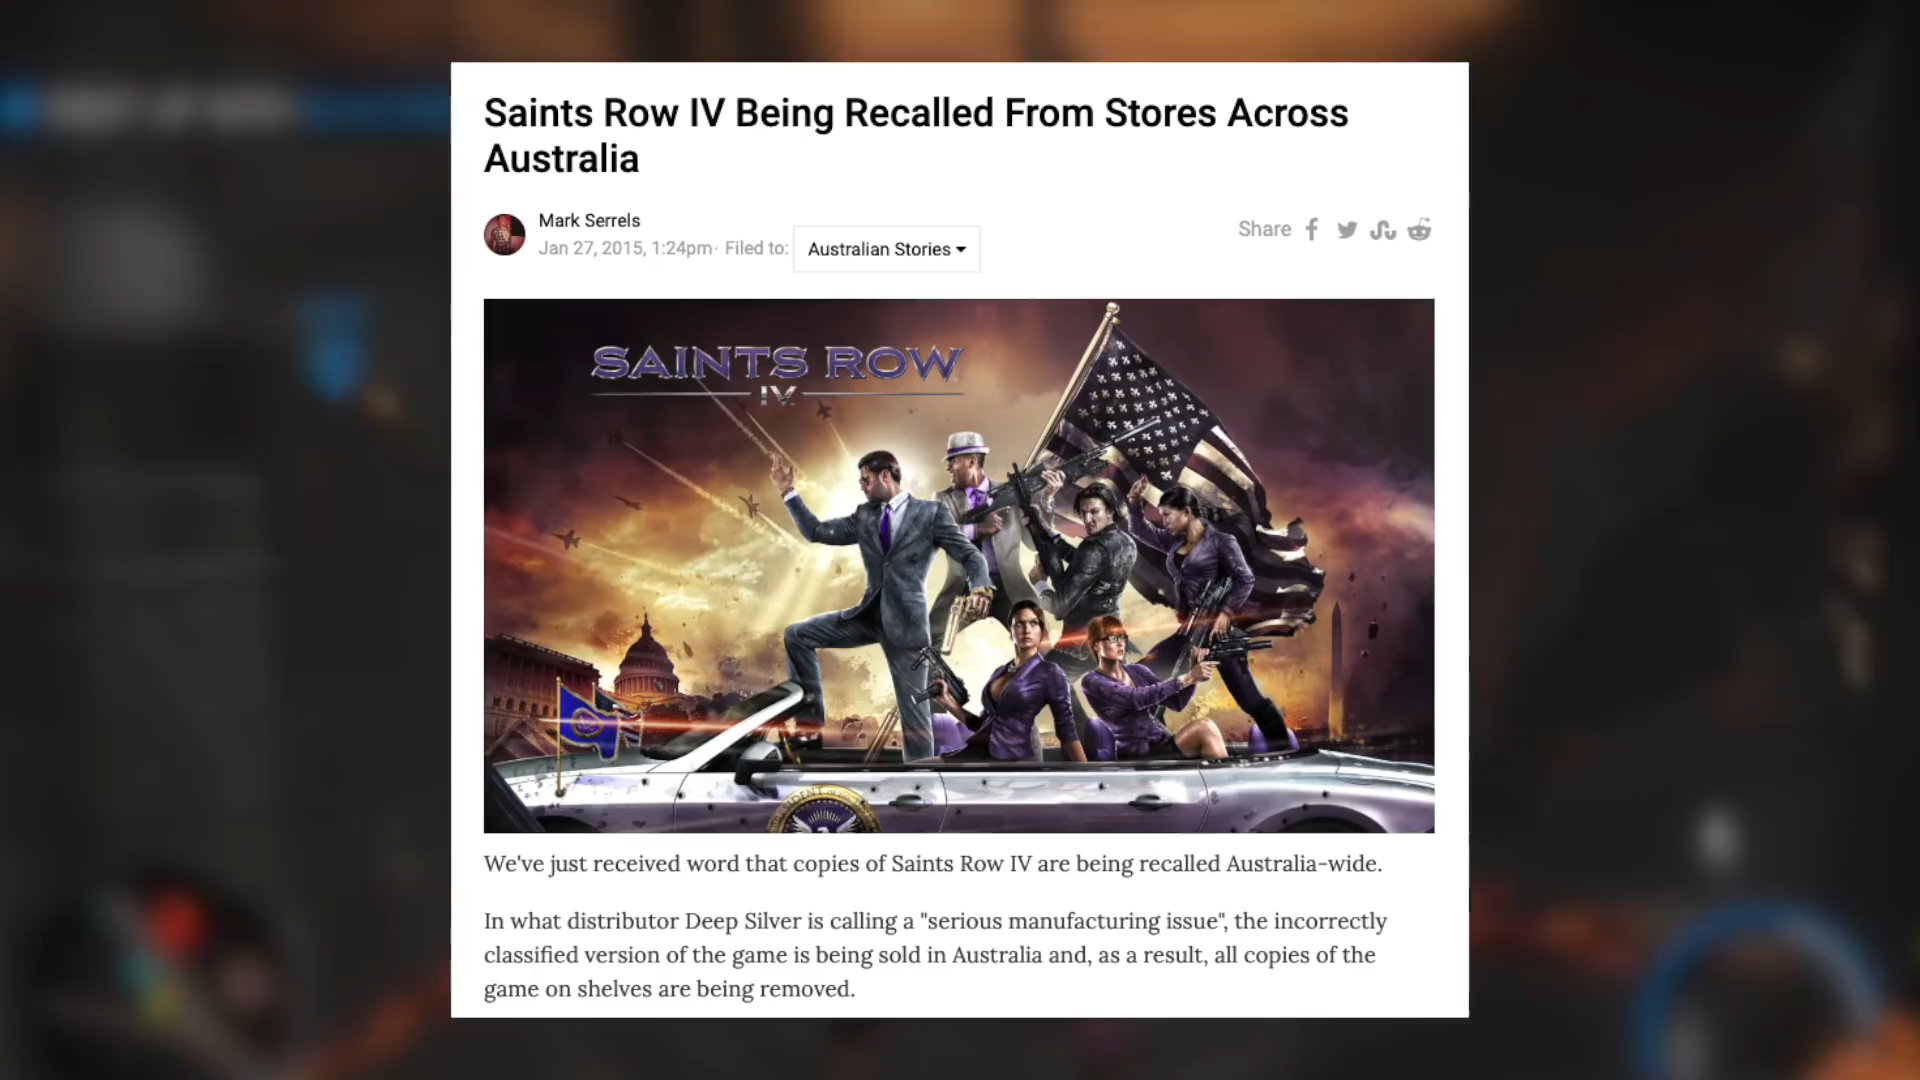 Saints Row IV Being Recalled From Stores Across
Australia
Mark Serrels
Jan 27, 2015, 1:24pm · Filed to:
Australian Stories
Share
SAINTS ROW
IV
We've just received word that copies of Saints Row IV are being recalled Australia-wide.
In what distributor Deep Silver is calling a "serious manufacturing issue", the incorrectly
classified version of the game is being sold in Australia and, as a result, all copies of the
game on shelves are being removed.